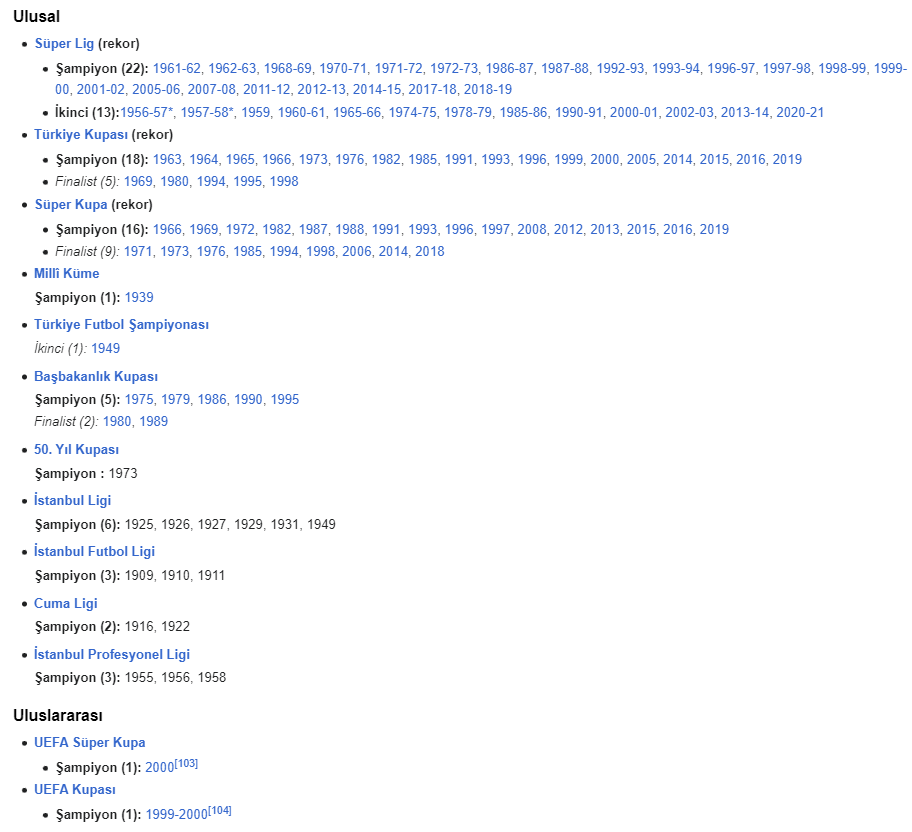 Ulusal
Süper Lig (rekor)
Şampiyon (22): 1961-62, 1962-63, 1968-69, 1970-71, 1971-72, 1972-73, 1986-87, 1987-88, 1992-93, 1993-94, 1996-97, 1997-98, 1998-99, 1999-
00, 2001-02, 2005-06, 2007-08, 2011-12, 2012-13, 2014-15, 2017-18, 2018-19
İkinci (13):1956-57*, 1957-58*, 1959, 1960-61, 1965-66, 1974-75, 1978-79, 1985-86, 1990-91, 2000-01, 2002-03, 2013-14, 2020-21
Türkiye Kupası (rekor)
Şampiyon (18): 1963, 1964, 1965, 1966, 1973, 1976, 1982, 1985, 1991, 1993, 1996, 1999, 2000, 2005, 2014, 2015, 2016, 2019
Finalist (5): 1969, 1980, 1994, 1995, 1998
Süper Kupa (rekor)
Şampiyon (16): 1966, 1969, 1972, 1982, 1987, 1988, 1991, 1993, 1996, 1997, 2008, 2012, 2013, 2015, 2016, 2019
Finalist (9): 1971, 1973, 1976, 1985, 1994, 1998, 2006, 2014, 2018
Millî Küme
Şampiyon (1): 1939
Türkiye Futbol Şampiyonası
İkinci (1): 1949
Başbakanlık Kupası
Şampiyon (5): 1975, 1979, 1986, 1990, 1995
Finalist (2): 1980, 1989
50. Yıl Kupası
Şampiyon : 1973
İstanbul Ligi
Şampiyon (6): 1925, 1926, 1927, 1929, 1931, 1949
İstanbul Futbol Ligi
Şampiyon (3): 1909, 1910, 1911
Cuma Ligi
Şampiyon (2): 1916, 1922
İstanbul Profesyonel Ligi
Şampiyon (3): 1955, 1956, 1958
Uluslararası
UEFA Süper Kupa
Şampiyon (1): 2000[103]
UEFA Kupası
Şampiyon (1): 1999-2000[104]